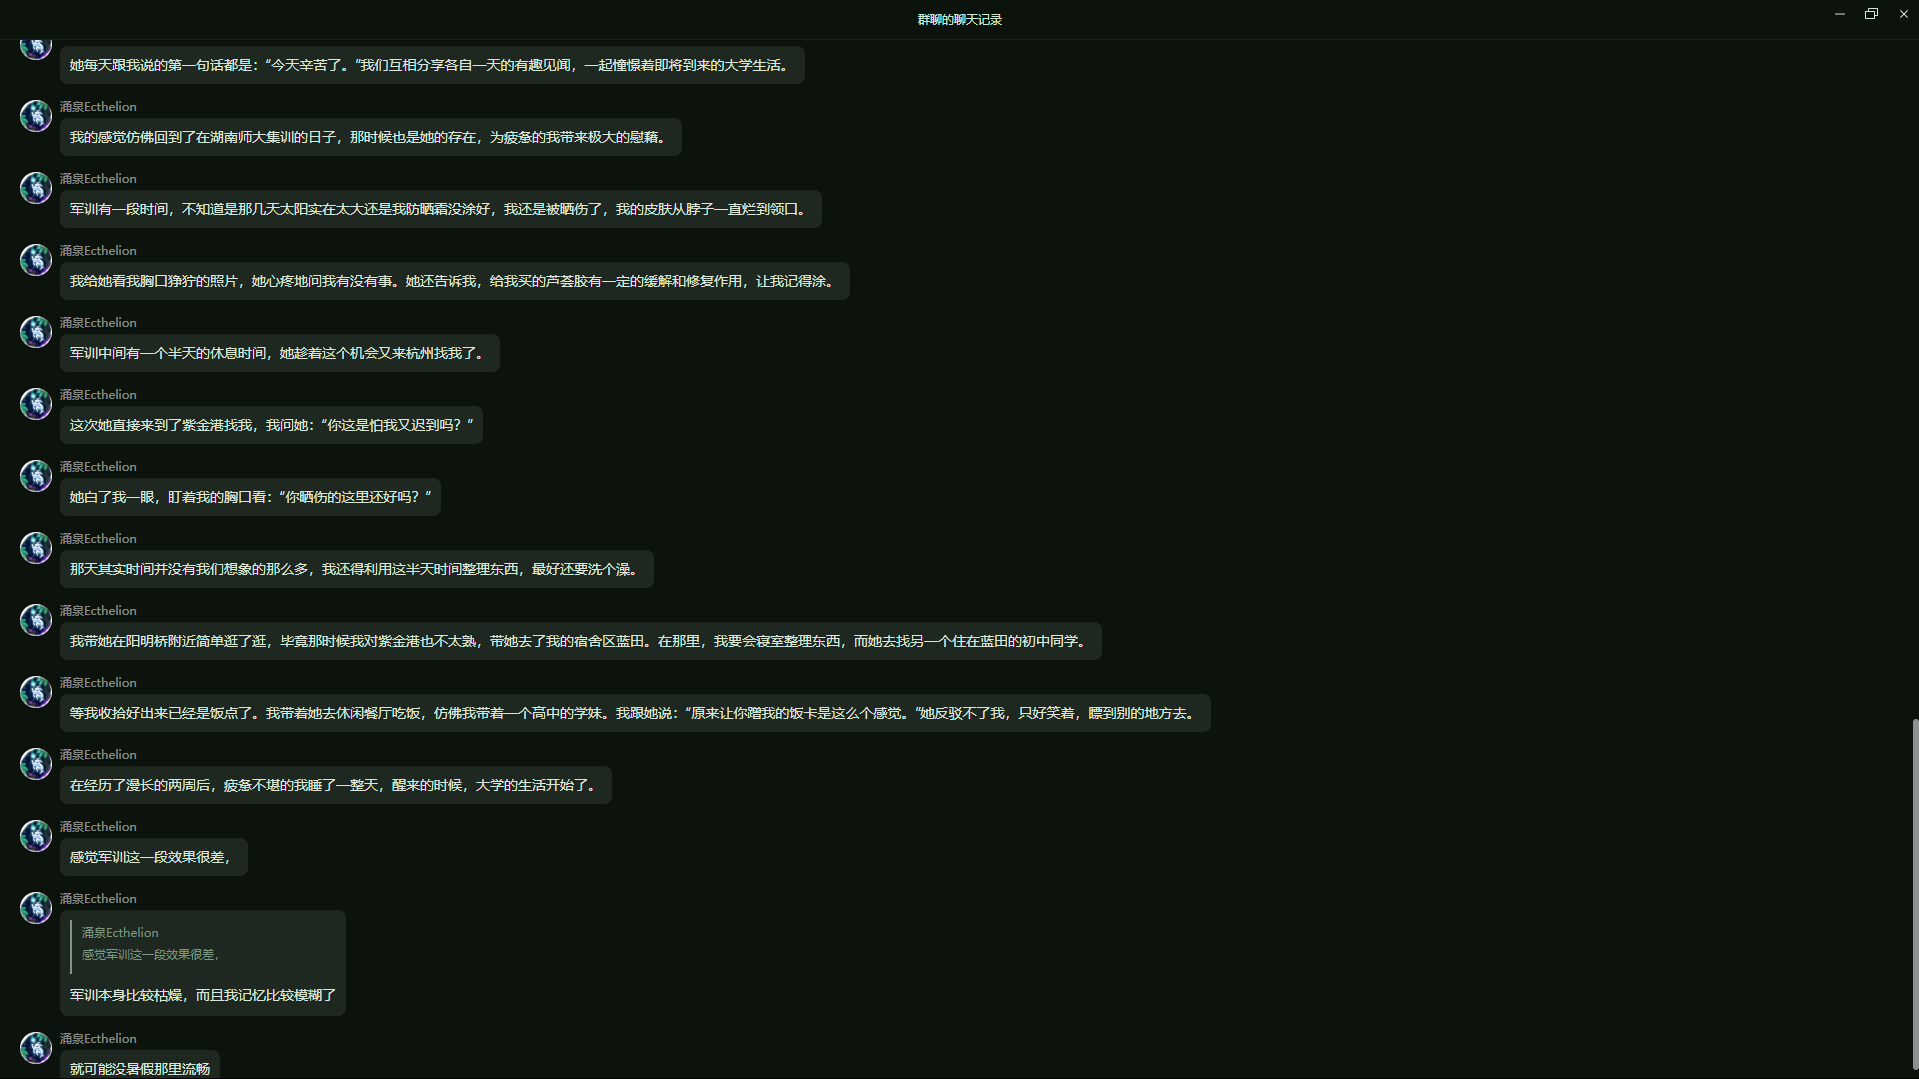 群聊的聊天记录
她每天跟我说的第一句话都是：“今天辛苦了。”我们互相分享各自一天的有趣见闻，一起憧憬着即将到来的大学生活。
涌泉Ecthelion
我的感觉仿佛回到了在湖南师大集训的日子，那时候也是她的存在，为疲惫的我带来极大的慰藉。
涌泉Ecthelion
军训有一段时间，不知道是那几天太阳实在太大还是我防晒霜没涂好，我还是被晒伤了，我的皮肤从脖子一直烂到领口。
涌泉Ecthelion
我给她看我胸口狰狞的照片，她心疼地问我有没有事。她还告诉我，给我买的芦荟胶有一定的缓解和修复作用，让我记得涂。
涌泉Ecthelion
军训中间有一个半天的休息时间，她趁着这个机会又来杭州找我了。
涌泉Ecthelion
这次她直接来到了紫金港找我，我问她：“你这是怕我又迟到吗？”
涌泉Ecthelion
她白了我一眼，盯着我的胸口看：“你晒伤的这里还好吗？”
涌泉Ecthelion
那天其实时间并没有我们想象的那么多，我还得利用这半天时间整理东西，最好还要洗个澡。
涌泉Ecthelion
我带她在阳明桥附近简单逛了逛，毕竟那时候我对紫金港也不太熟，带她去了我的宿舍区蓝田。在那里，我要会寝室整理东西，而她去找另一个住在蓝田的初中同学。
涌泉Ecthelion
等我收拾好出来已经是饭点了。我带着她去休闲餐厅吃饭，仿佛我带着一个高中的学妹。我跟她说：“原来让你蹭我的饭卡是这么个感觉。”她反驳不了我，只好笑着，瞟到别的地方去。
涌泉Ecthelion
在经历了漫长的两周后，疲惫不堪的我睡了一整天，醒来的时候，大学的生活开始了。
涌泉Ecthelion
感觉军训这一段效果很差，
涌泉Ecthelion
涌泉Ecthelion
感觉军训这一段效果很差，
军训本身比较枯燥，而且我记忆比较模糊了
涌泉Ecthelion
就可能没暑假那里流畅